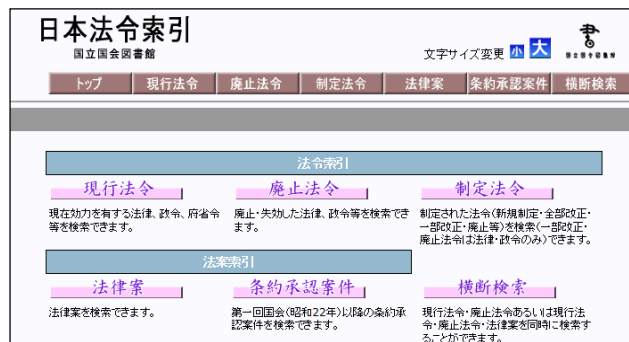 日本法令索引
国立国会図書館
文字サイズ変更 小 大
トップ 現行法令 廃止法令 制定法令 法律案 条約承認案件 横断検索
法令索引
現行法令 廃止法令 制定法令
現在効力を有する法律、政令、府省令
等を検索できます。
廃止・失効した法律、政令等を検索でき
ます。
制定された法令(新規制定・全部改正・
一部改正・廃止等)を検索(一部改正・
廃止法令は法律・政令のみ)できます。
法案索引
法律案 条約承認案件 横断検索
法律案を検索できます。
第一回国会(昭和22年)以降の条約承
認案件を検索できます。
現行法令・廃止法令あるいは現行法
令・廃止法令・法律案を同時に検索す
ることができます。